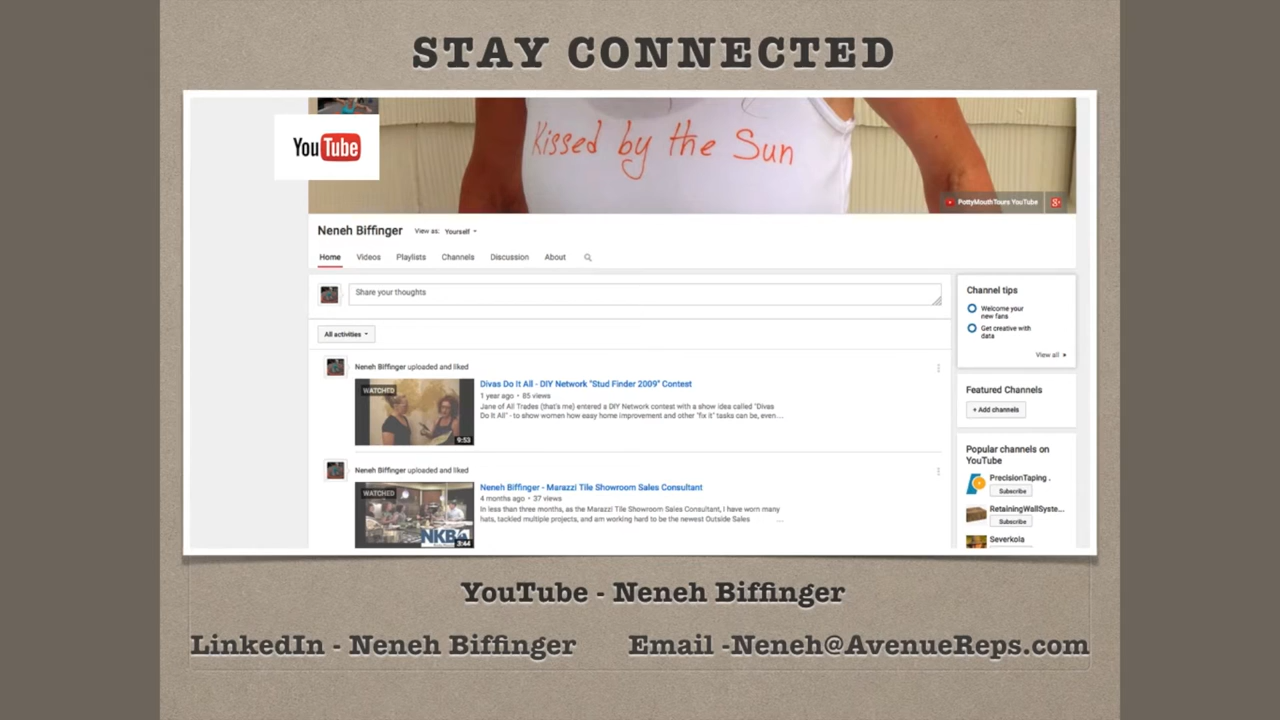 STAY CONNECTED
Kissed by the Sun
YouTube
PottyMouthTours YouTube
Neneh Biffinger View as: Yourself
Home Videos Playlists Channels Discussion About
Share your thoughts
All activities
Neneh Biffinger uploaded and liked
WATCHED
9:53
Divas Do It All - DIY Network "Stud Finder 2009" Contest
1 year ago • 85 views
Jane of All Trades (that's me) entered a DIY Network contest with a show idea called "Divas
Do It All" - to show women how easy home improvement and other "fix it" tasks can be, even...
Neneh Biffinger uploaded and liked
WATCHED
NKBA
3:44
Neneh Biffinger - Marazzi Tile Showroom Sales Consultant
4 months ago • 37 views
In less than three months, as the Marazzi Tile Showroom Sales Consultant, I have worn many
hats, tackled multiple projects, and am working hard to be the newest Outside Sales ...
Channel tips
Welcome your
new fans
Get creative with
data
View all
Featured Channels
+ Add channels
Popular channels on
YouTube
PrecisionTaping .
Subscribe
RetainingWallSyste...
Subscribe
Severkola
YouTube - Neneh Biffinger
LinkedIn - Neneh Biffinger Email -Neneh@AvenueReps.com